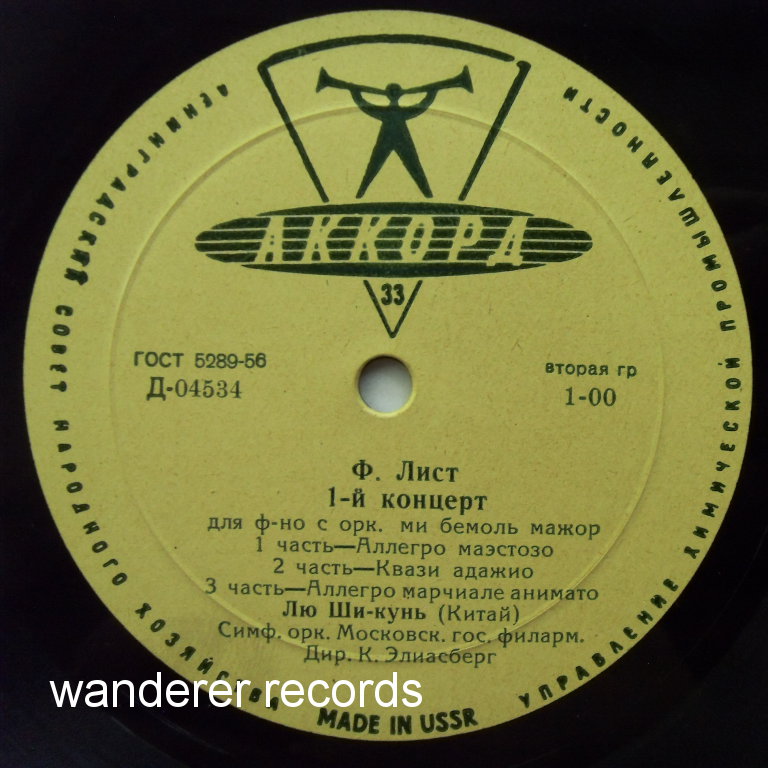 ЛЕНИНГРАДСКИЙ СОВЕТ НАРОДНОГО ХОЗЯЙСТВА
УПРАВЛЕНИЕ ХИМИЧЕСКОЙ ПРОМЫШЛЕННОСТИ
АККОРД
33
ГОСТ 5289-56
Д-04534
вторая гр
1-00
Ф. Лист
1-й концерт
для ф-но с орк. ми бемоль мажор
1 часть—Аллегро маэстозо
2 часть—Квази адажио
3 часть—Аллегро марчиале анимато
Лю Ши-кунь (Китай)
Симф. орк. Московск. гос. филарм.
Дир. К. Элиасберг
wanderer records
MADE IN USSR